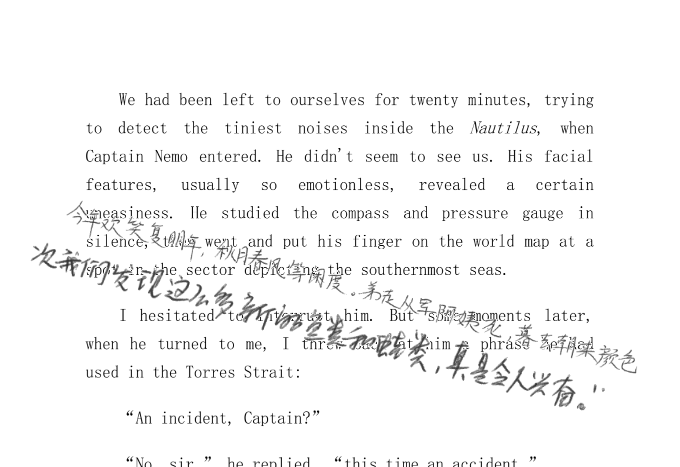 We had been left to ourselves for twenty minutes, trying
to detect the tiniest noises inside the Nautilus, when
Captain Nemo entered. He didn't seem to see us. His facial
features, usually so emotionless, revealed a certain
uneasiness. He studied the compass and pressure gauge in
silence, then went and put his finger on the world map at a
spot in the sector depicting the southernmost seas.
今年欢笑复明年，秋月春风等闲度。弟走从军阿姨死，暮去朝来颜色
次我们发现这么多新的 和蛙类，真是令人兴奋。”
I hesitated to interrupt him. But some moments later,
when he turned to me, I threw back at him a phrase he had
used in the Torres Strait:
“An incident, Captain?”
“No, sir,” he replied, “this time an accident.”